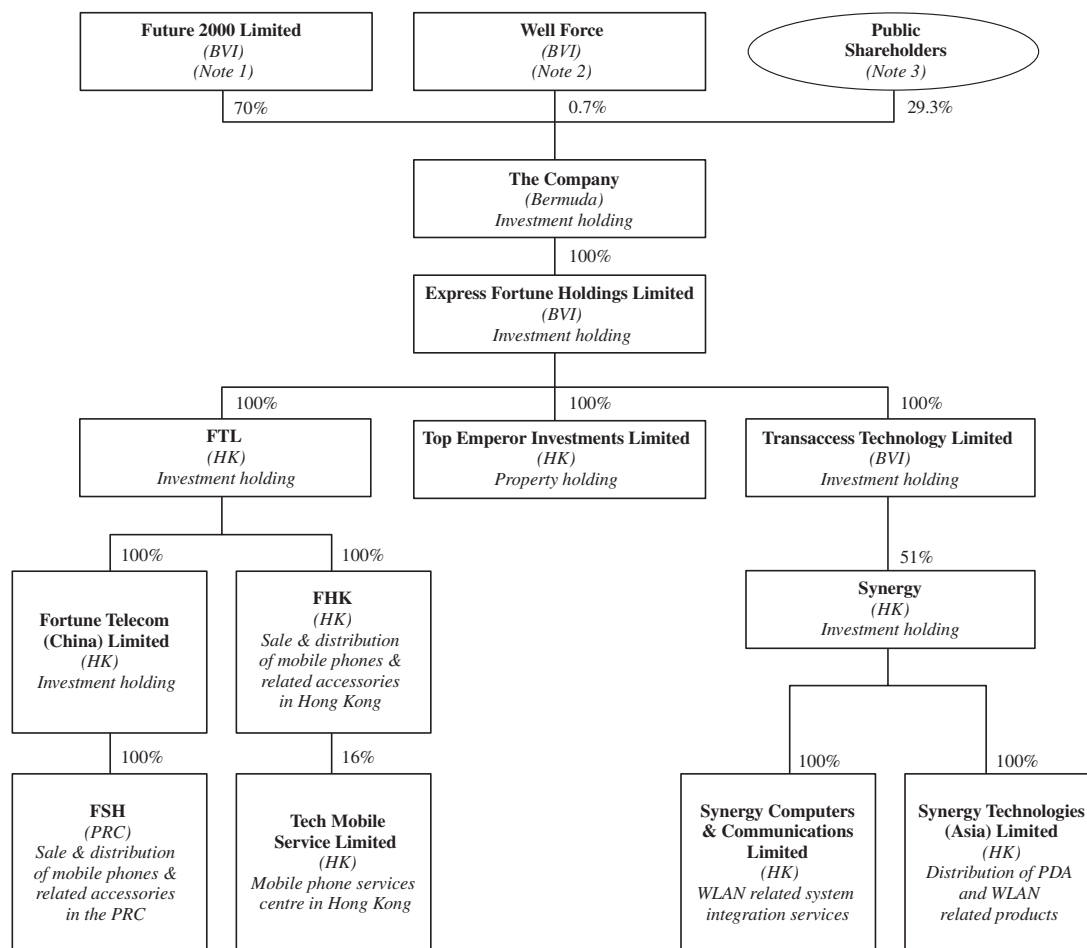 Future 2000 Limited
(BVI)
(Note 1)
Well Force
(BVI)
(Note 2)
Public
Shareholders
(Note 3)
70%
0.7%
29.3%
The Company
(Bermuda)
Investment holding
100%
Express Fortune Holdings Limited
(BVI)
Investment holding
100%
100%
100%
FTL
(HK)
Investment holding
Top Emperor Investments Limited
(HK)
Property holding
Transaccess Technology Limited
(BVI)
Investment holding
100%
100%
51%
Fortune Telecom
(China) Limited
(HK)
Investment holding
FHK
(HK)
Sale & distribution
of mobile phones &
related accessories
in Hong Kong
Synergy
(HK)
Investment holding
100%
16%
100%
100%
FSH
(PRC)
Sale & distribution
of mobile phones &
related accessories
in the PRC
Tech Mobile
Service Limited
(HK)
Mobile phone services
centre in Hong Kong
Synergy Computers
& Communications
Limited
(HK)
WLAN related system
integration services
Synergy Technologies
(Asia) Limited
(HK)
Distribution of PDA
and WLAN
related products